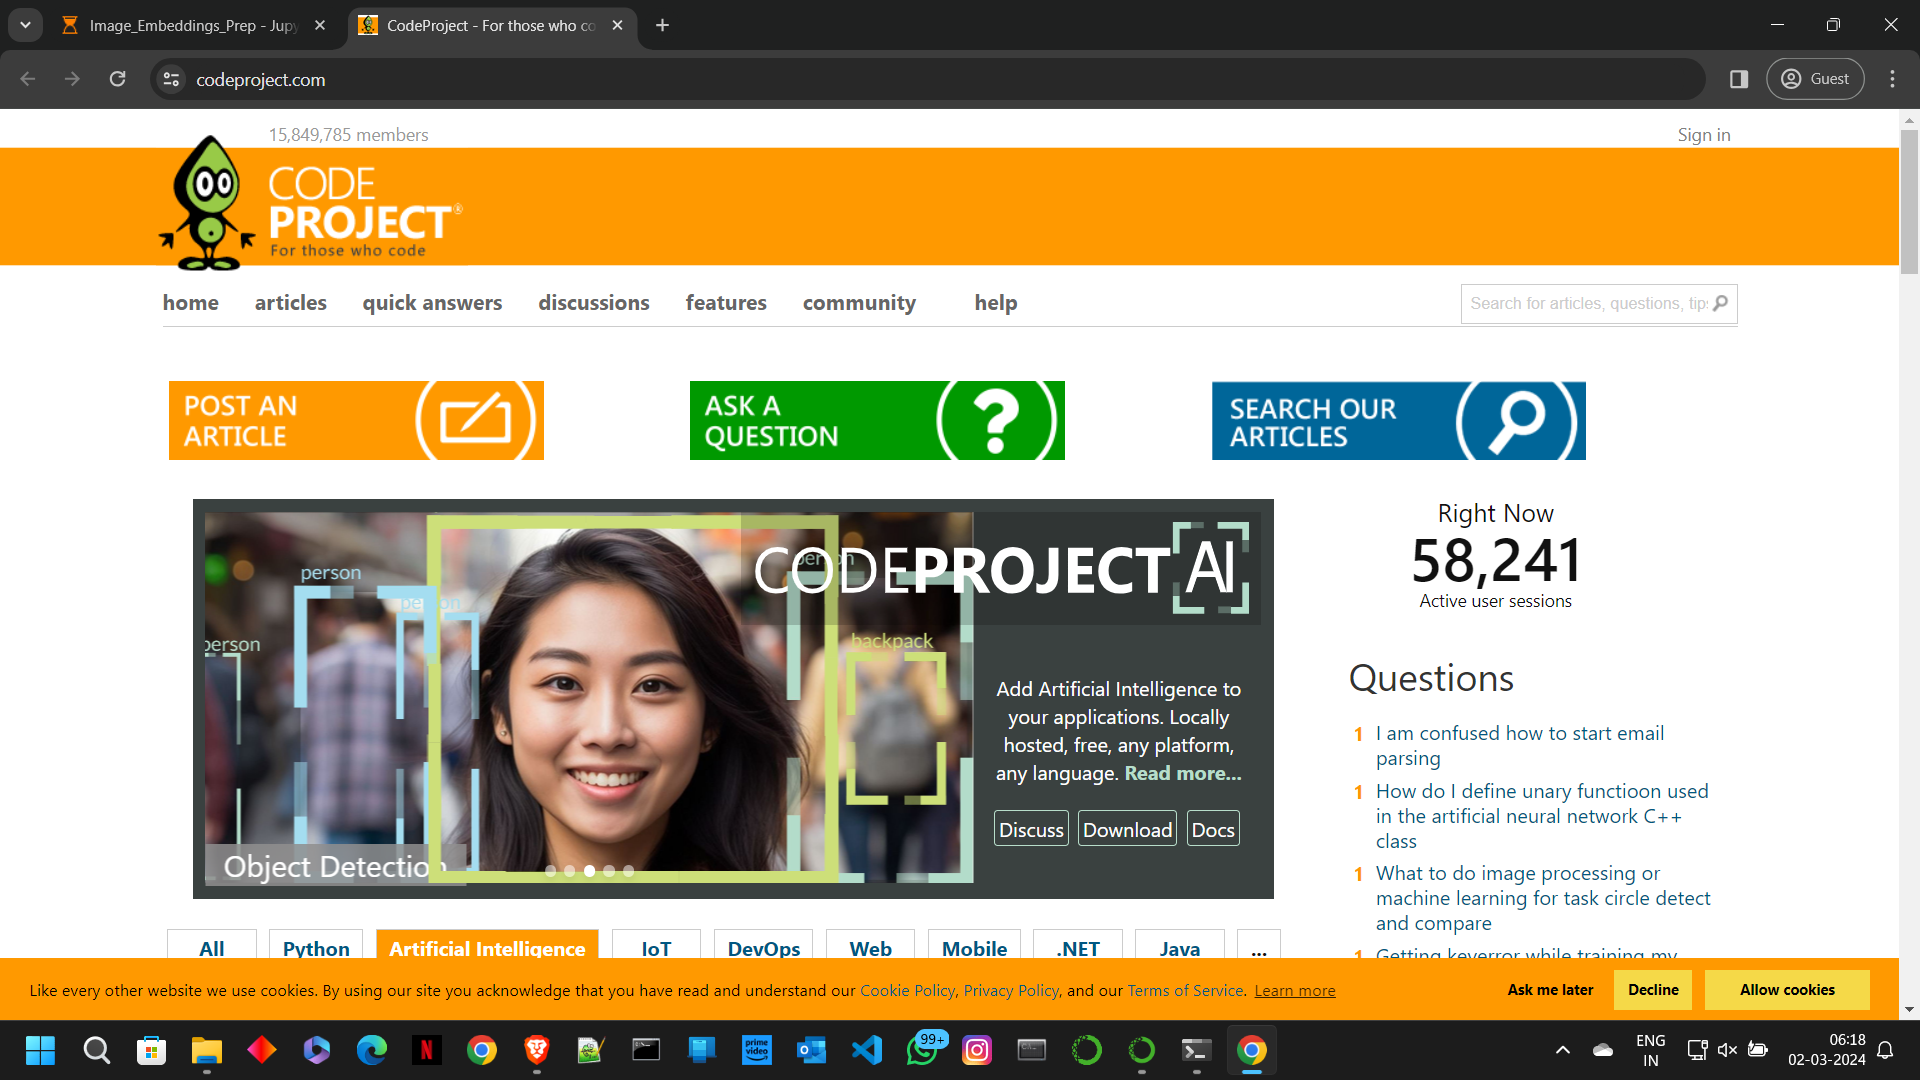 Image_Embeddings_Prep - Jupy
CodeProject - For those who co
codeproject.com
Guest
15,849,785 members
Sign in
CODE
PROJECT®
For those who code
home articles quick answers discussions features community help
Search for articles, questions, tips
POST AN
ARTICLE
ASK A
QUESTION
SEARCH OUR
ARTICLES
person
person
person
person
backpack
CODEPROJECT AI
Add Artificial Intelligence to
your applications. Locally
hosted, free, any platform,
any language. Read more...
Discuss Download Docs
Object Detection
Right Now
58,241
Active user sessions
Questions
1 I am confused how to start email
parsing
1 How do I define unary functioon used
in the artificial neural network C++
class
1 What to do image processing or
machine learning for task circle detect
and compare
1 Getting keyerror while training my
All Python Artificial Intelligence IoT DevOps Web Mobile .NET Java ...
Like every other website we use cookies. By using our site you acknowledge that you have read and understand our Cookie Policy, Privacy Policy, and our Terms of Service. Learn more
Ask me later Decline Allow cookies
prime
video
99+
ENG
IN
06:18
02-03-2024